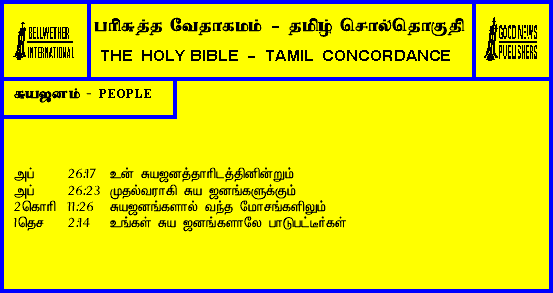 BELLWETHER
INTERNATIONAL
பரிசுத்த வேதாகமம் - தமிழ் சொல்தொகுதி
THE HOLY BIBLE - TAMIL CONCORDANCE
GOOD NEWS
PUBLISHERS
சுயஜனம் - PEOPLE
அப் 26:17 உன் சுயஜனத்தாரிடத்தினின்றும்
அப் 26:23 முதல்வராகி சுய ஜனங்களுக்கும்
2கொரி 11:26 சுயஜனங்களால் வந்த மோசங்களிலும்
1தெச 2:14 உங்கள் சுய ஜனங்களாலே பாடுபட்டீர்கள்